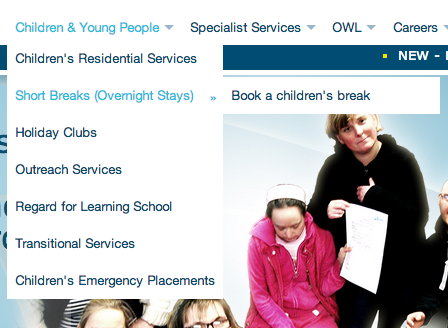 Children & Young People Specialist Services OWL Careers
NEW -
Children's Residential Services
Short Breaks (Overnight Stays) » Book a children's break
Holiday Clubs
Outreach Services
Regard for Learning School
Transitional Services
Children's Emergency Placements